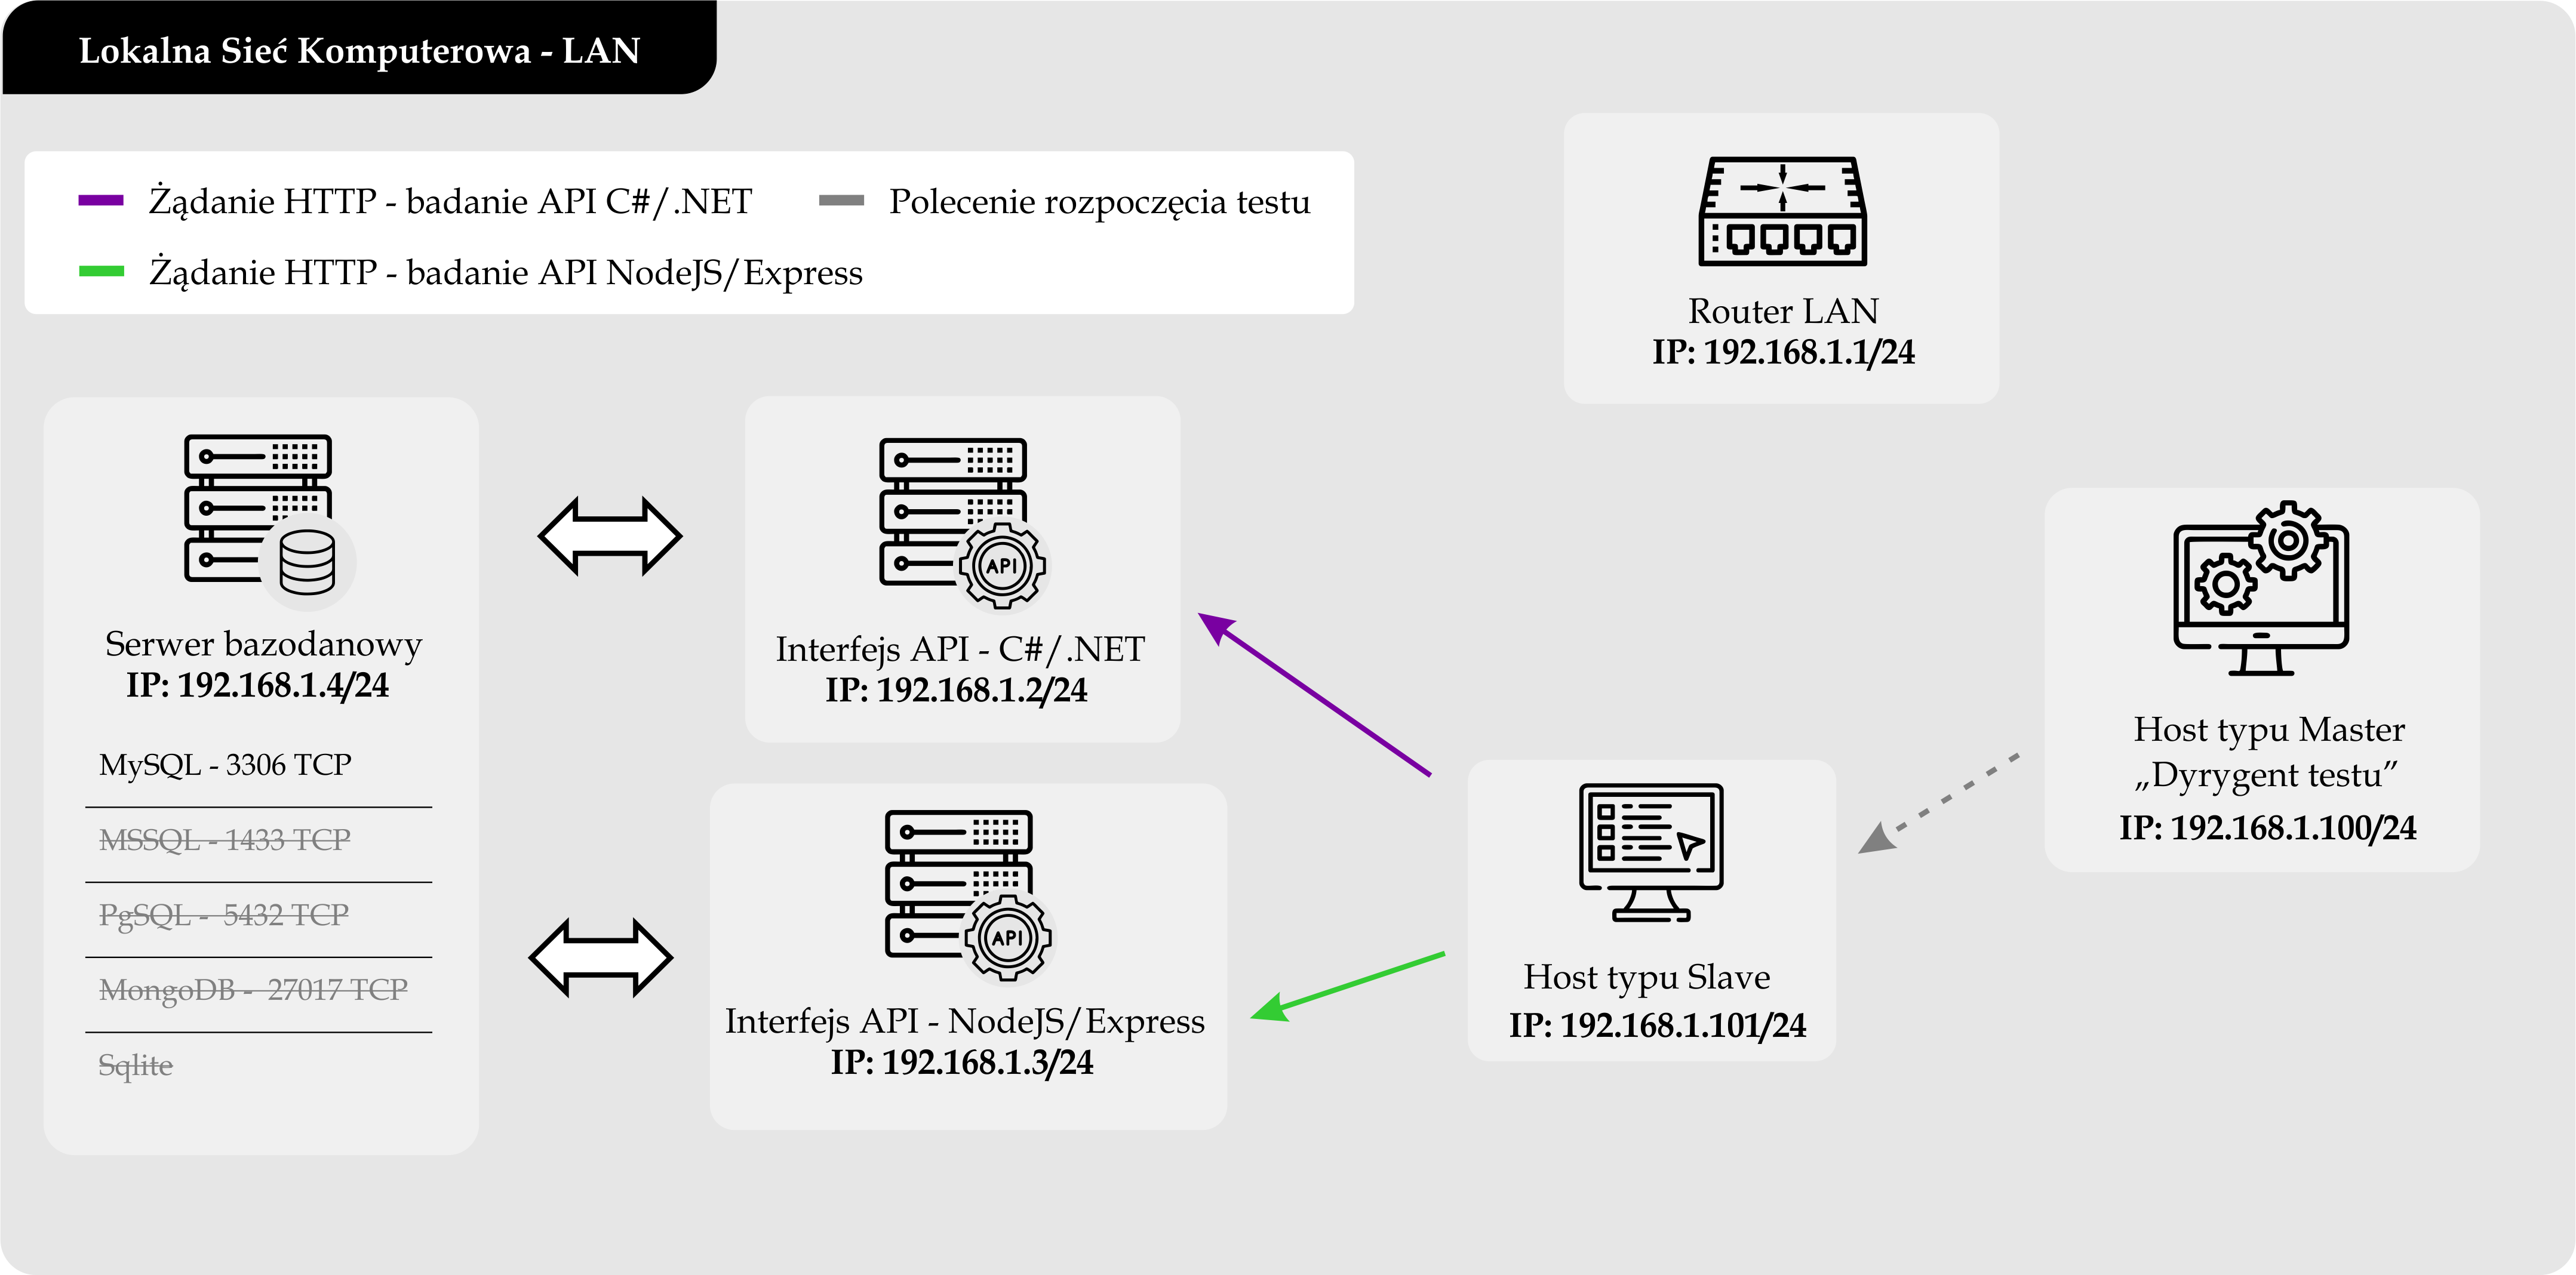 Lokalna Sieć Komputerowa - LAN
Żądanie HTTP - badanie API C#/.NET
Polecenie rozpoczęcia testu
Żądanie HTTP - badanie API NodeJS/Express
Router LAN
IP: 192.168.1.1/24
Serwer bazodanowy
IP: 192.168.1.4/24
MySQL - 3306 TCP
MSSQL - 1433 TCP
PgSQL -  5432 TCP
MongoDB -  27017 TCP
Sqlite
API
Interfejs API - C#/.NET
IP: 192.168.1.2/24
API
Interfejs API - NodeJS/Express
IP: 192.168.1.3/24
Host typu Slave
IP: 192.168.1.101/24
Host typu Master
„Dyrygent testu”
IP: 192.168.1.100/24